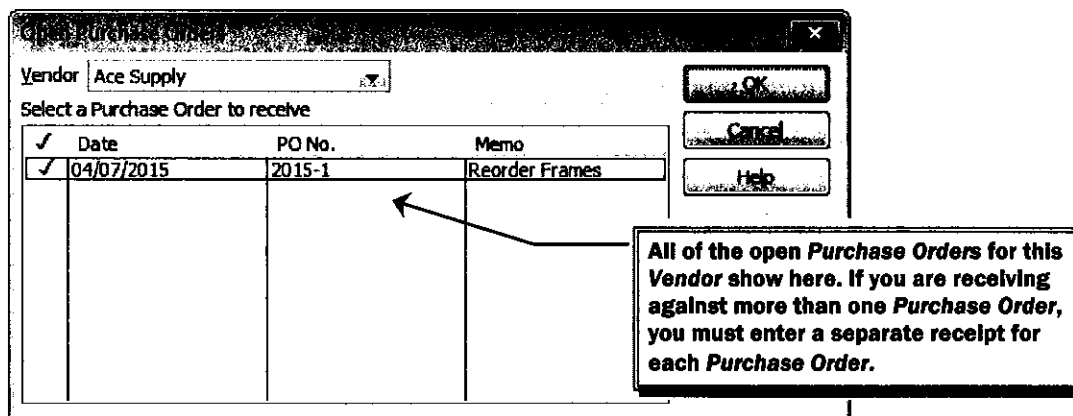 Open Purchase Orders
Vendor Ace Supply
OK
Select a Purchase Order to receive
Cancel
✓ Date PO No. Memo
✓ 04/07/2015 2015-1 Reorder Frames
Help
All of the open Purchase Orders for this
Vendor show here. If you are receiving
against more than one Purchase Order,
you must enter a separate receipt for
each Purchase Order.